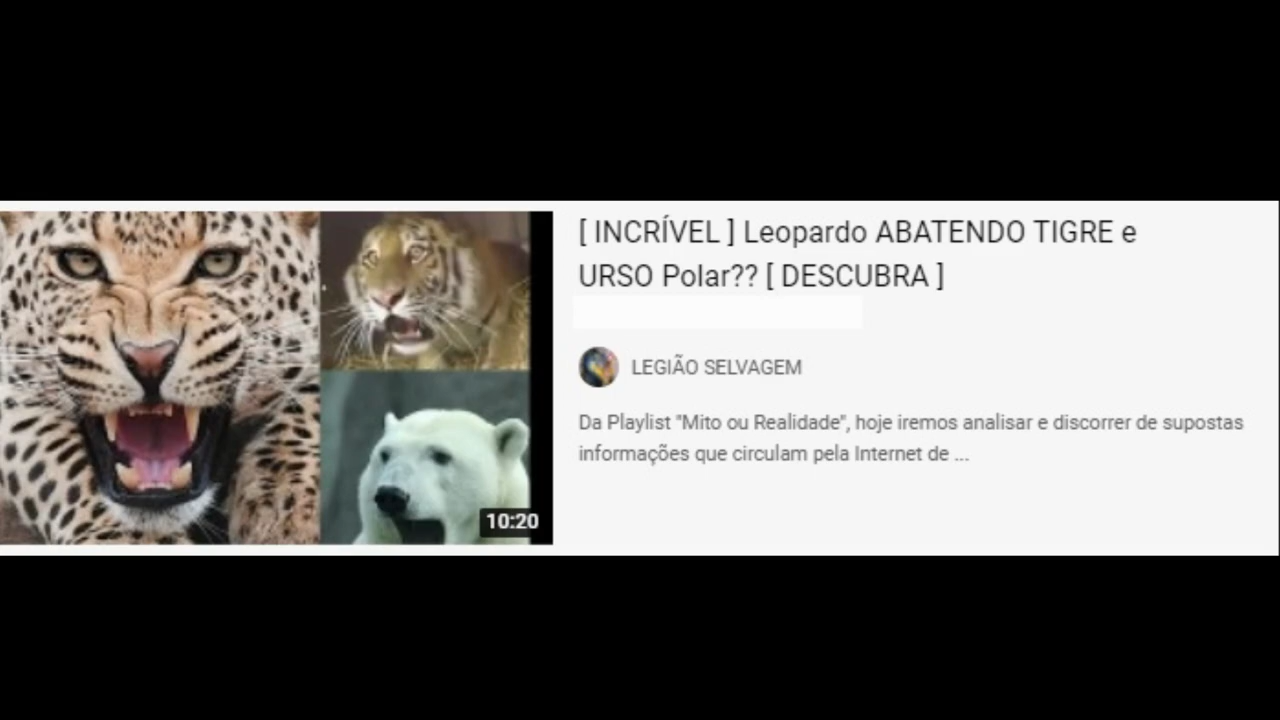 [ INCRÍVEL ] Leopardo ABATENDO TIGRE e
URSO Polar?? [ DESCUBRA ]
LEGIÃO SELVAGEM
Da Playlist "Mito ou Realidade", hoje iremos analisar e discorrer de supostas
informações que circulam pela Internet de ...
10:20